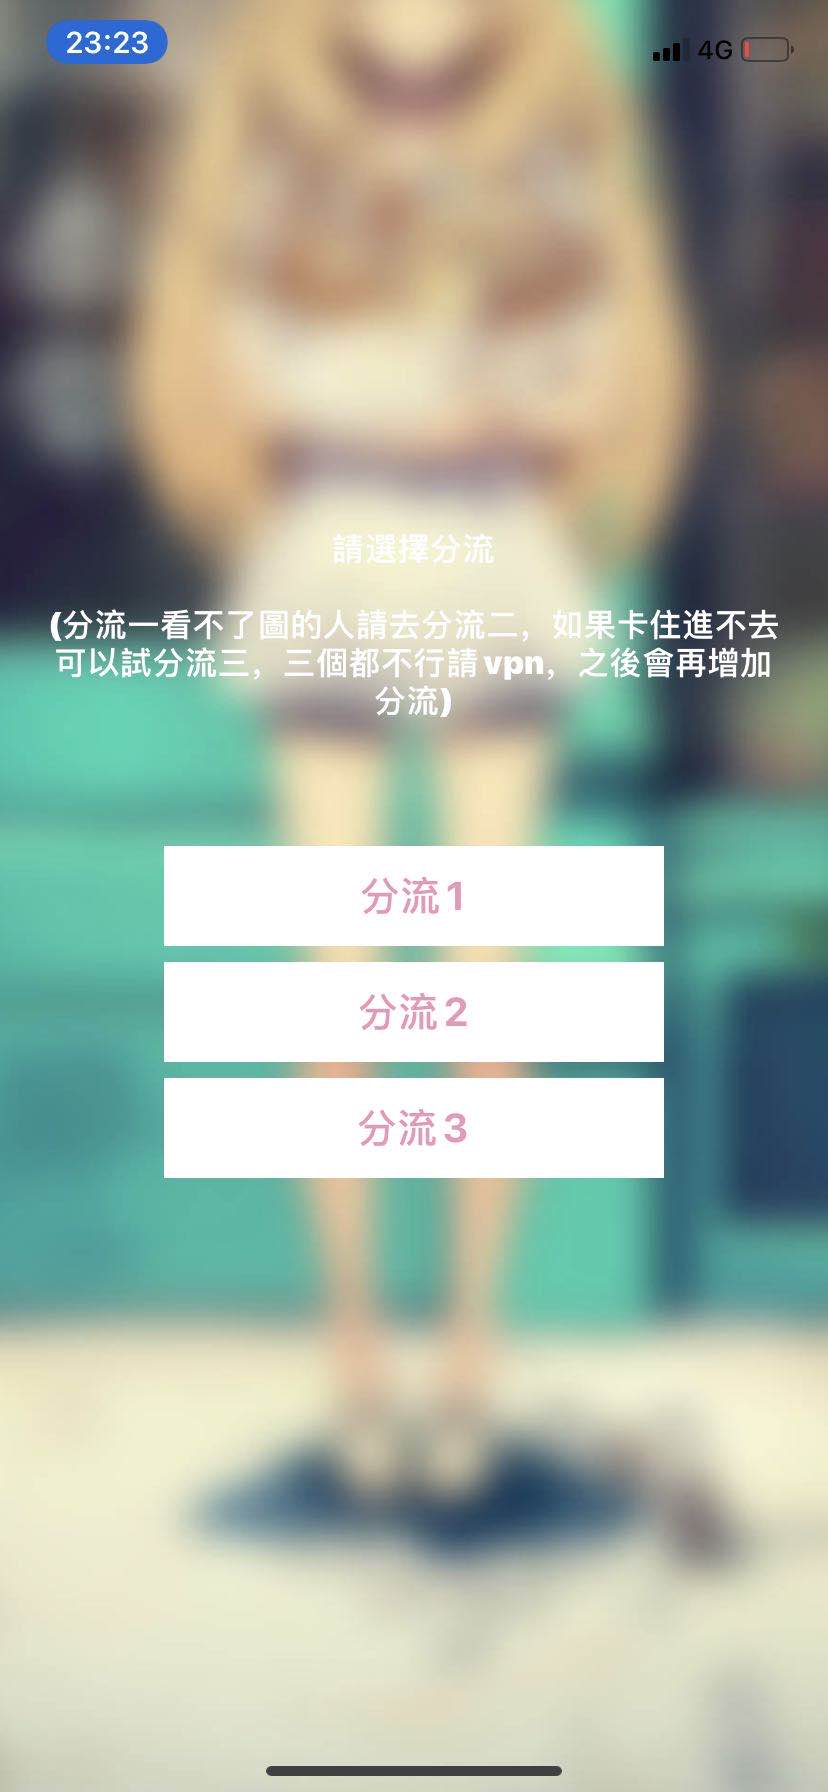 23:23
4G
請選擇分流
(分流一看不了圖的人請去分流二，如果卡住進不去
可以試分流三，三個都不行請 vpn，之後會再增加
分流)
分流1
分流2
分流3